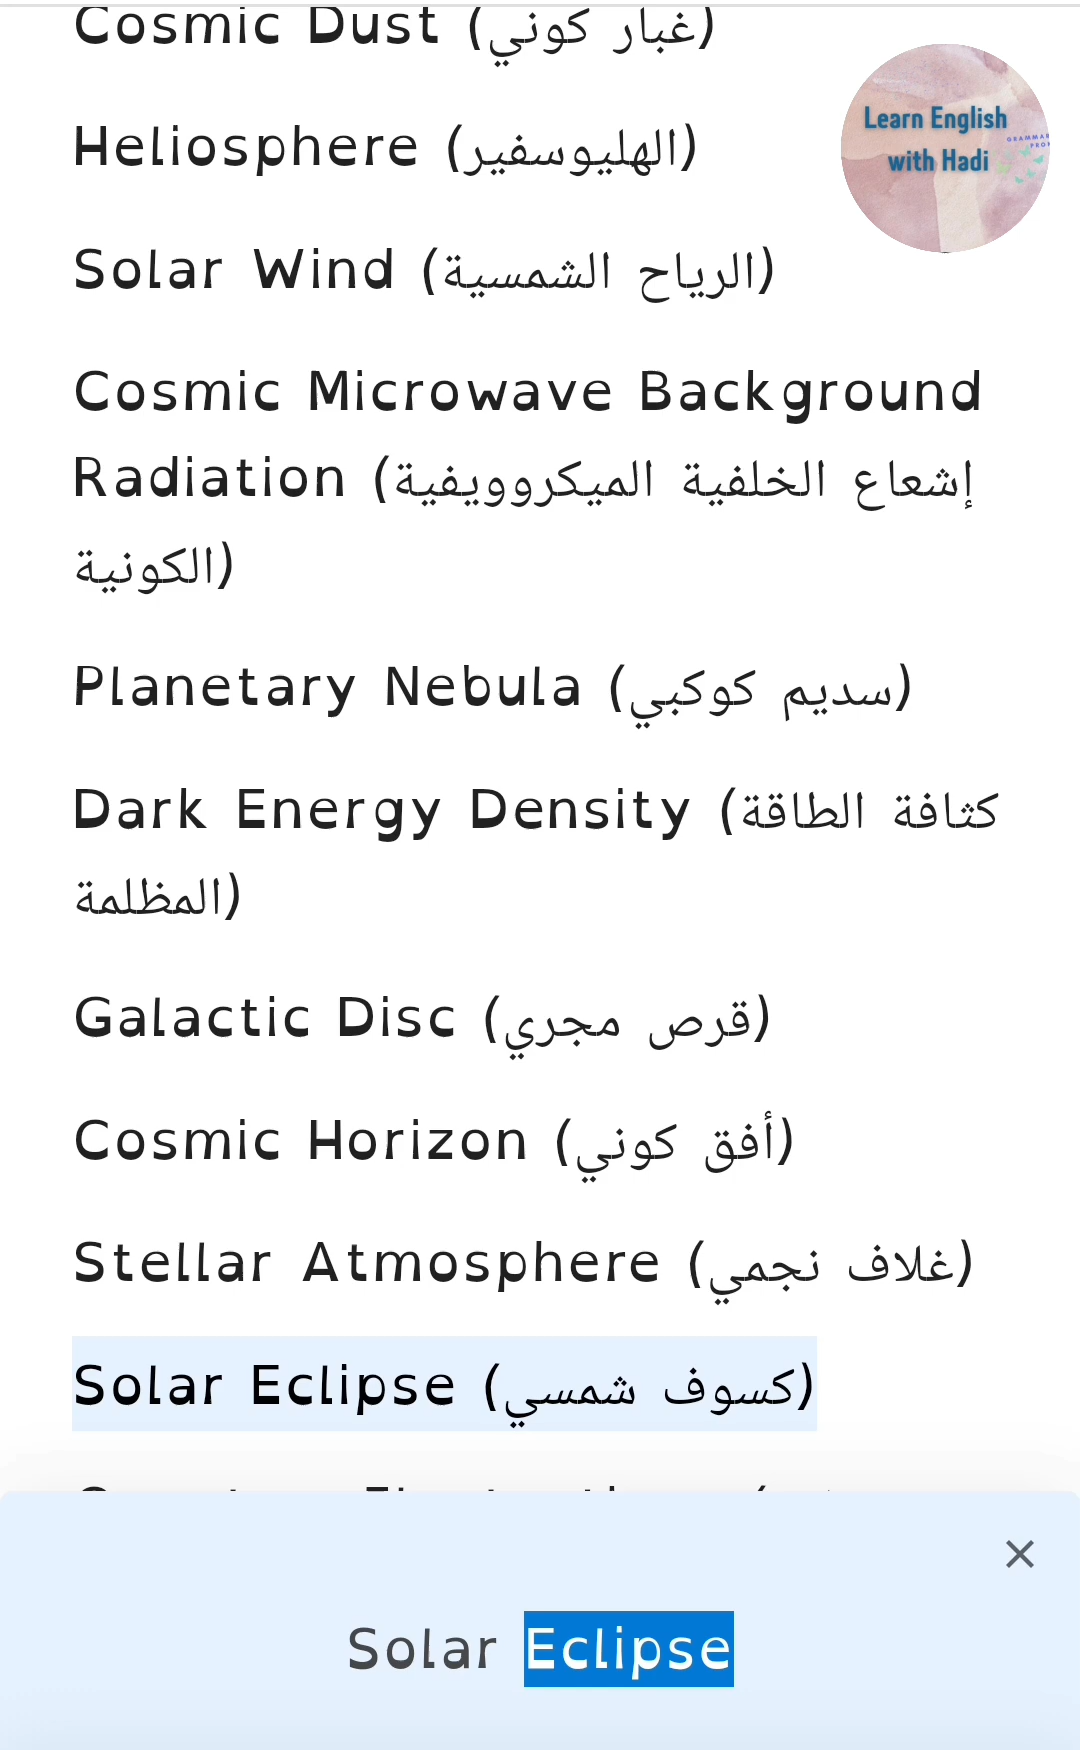 Cosmic Dust (غبار كوني)
Learn English
with Hadi
Heliosphere (الهليوسفير)
Solar Wind (الرياح الشمسية)
Cosmic Microwave Background
Radiation (إشعاع الخلفية الميكروويفية
الكونية)
Planetary Nebula (سديم كوكبي)
Dark Energy Density (كثافة الطاقة
المظلمة)
Galactic Disc (قرص مجري)
Cosmic Horizon (أفق كوني)
Stellar Atmosphere (غلاف نجمي)
Solar Eclipse (كسوف شمسي)
Solar Eclipse